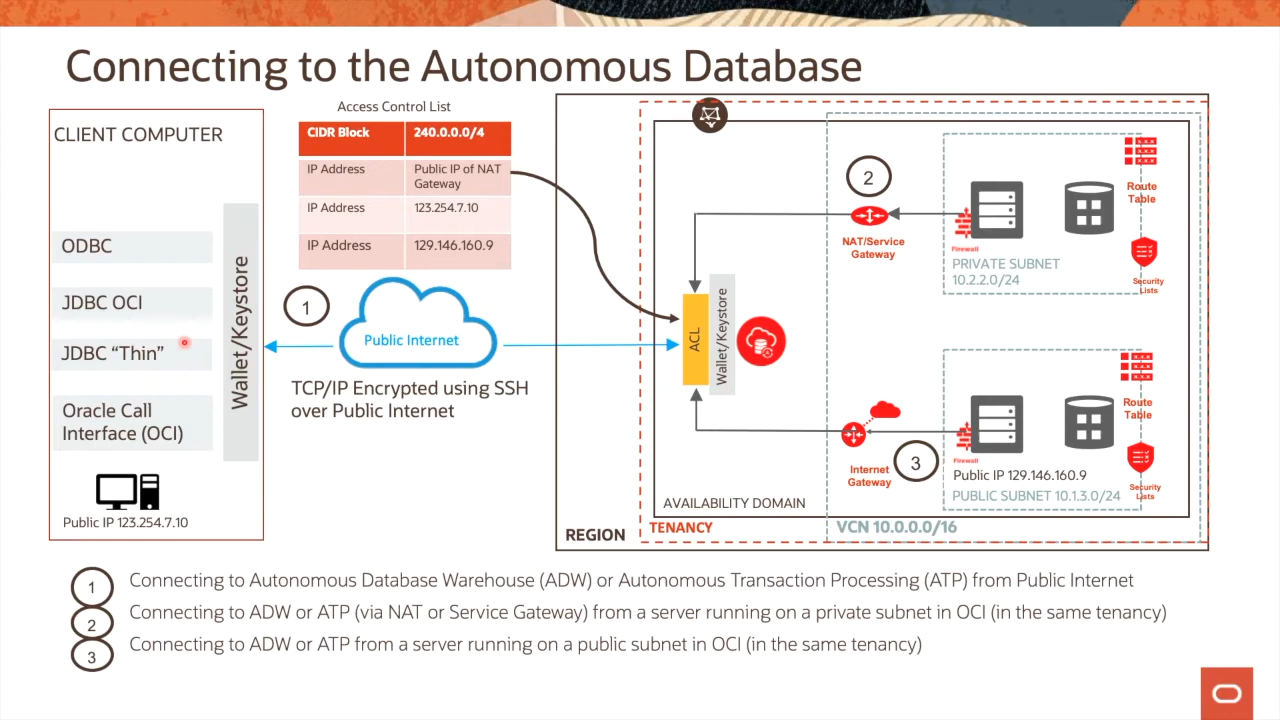 Connecting to the Autonomous Database
CLIENT COMPUTER
ODBC
JDBC OCI
JDBC “Thin”
Oracle Call
Interface (OCI)
Public IP 123.254.7.10
Wallet/Keystore
Access Control List
CIDR Block 240.0.0.0/4
IP Address Public IP of NAT
Gateway
IP Address 123.254.7.10
IP Address 129.146.160.9
1
Public Internet
TCP/IP Encrypted using SSH
over Public Internet
ACL
Wallet/Keystore
2
NAT/Service
Gateway
Firewall
PRIVATE SUBNET
10.2.2.0/24
Route
Table
Security
Lists
3
Internet
Gateway
Firewall
Public IP 129.146.160.9
PUBLIC SUBNET 10.1.3.0/24
Route
Table
Security
Lists
AVAILABILITY DOMAIN
TENANCY
VCN 10.0.0.0/16
REGION
1 Connecting to Autonomous Database Warehouse (ADW) or Autonomous Transaction Processing (ATP) from Public Internet
2 Connecting to ADW or ATP (via NAT or Service Gateway) from a server running on a private subnet in OCI (in the same tenancy)
3 Connecting to ADW or ATP from a server running on a public subnet in OCI (in the same tenancy)